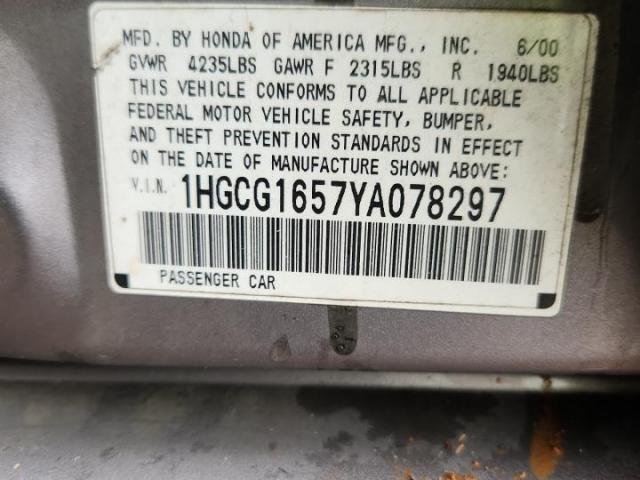 MFD. BY HONDA OF AMERICA MFG., INC. 6/00
GVWR 4235LBS GAWR F 2315LBS R 1940LBS
THIS VEHICLE CONFORMS TO ALL APPLICABLE
FEDERAL MOTOR VEHICLE SAFETY, BUMPER,
AND THEFT PREVENTION STANDARDS IN EFFECT
ON THE DATE OF MANUFACTURE SHOWN ABOVE:
V.I.N. 1HGCG1657YA078297
PASSENGER CAR